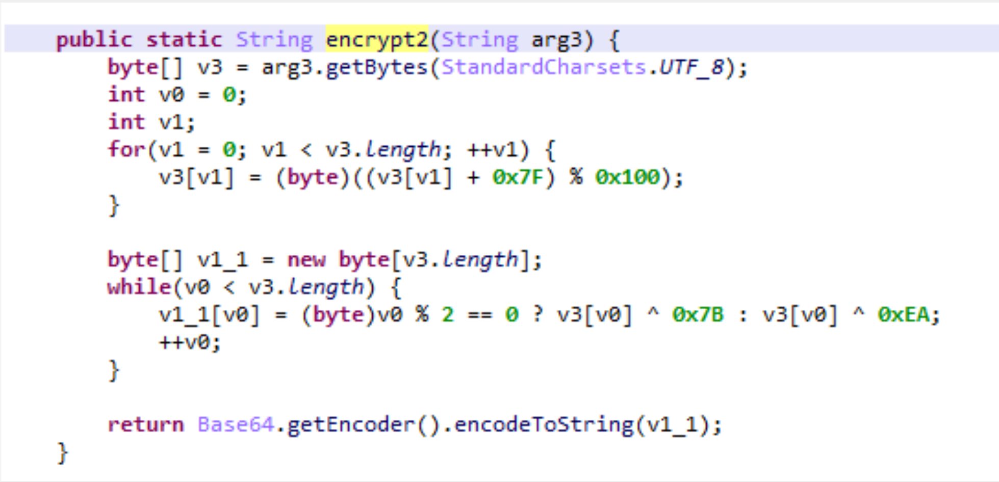 public static String encrypt2(String arg3) {
byte[] v3 = arg3.getBytes(StandardCharsets.UTF_8);
int v0 = 0;
int v1;
for(v1 = 0; v1 < v3.length; ++v1) {
v3[v1] = (byte)((v3[v1] + 0x7F) % 0x100);
}
byte[] v1_1 = new byte[v3.length];
while(v0 < v3.length) {
v1_1[v0] = (byte)v0 % 2 == 0 ? v3[v0] ^ 0x7B : v3[v0] ^ 0xEA;
++v0;
}
return Base64.getEncoder().encodeToString(v1_1);
}